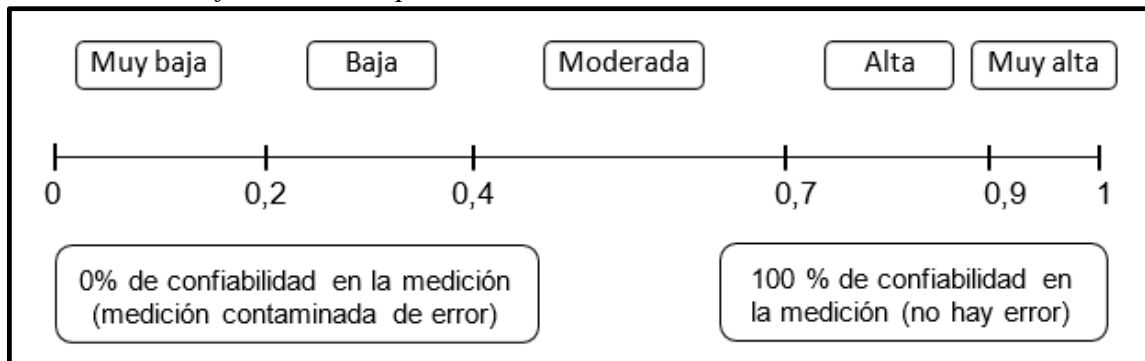 Muy baja
Baja
Moderada
Alta
Muy alta
0
0,2
0,4
0,7
0,9
1
0% de confiabilidad en la medición
(medición contaminada de error)
100 % de confiabilidad en
la medición (no hay error)